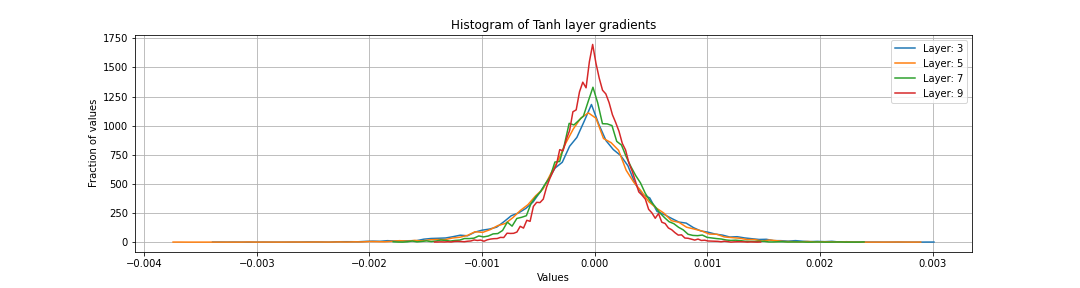 Histogram of Tanh layer gradients
1750
1500
1250
1000
750
500
250
0
Fraction of values
Layer: 3
Layer: 5
Layer: 7
Layer: 9
−0.004 −0.003 −0.002 −0.001 0.000 0.001 0.002 0.003
Values